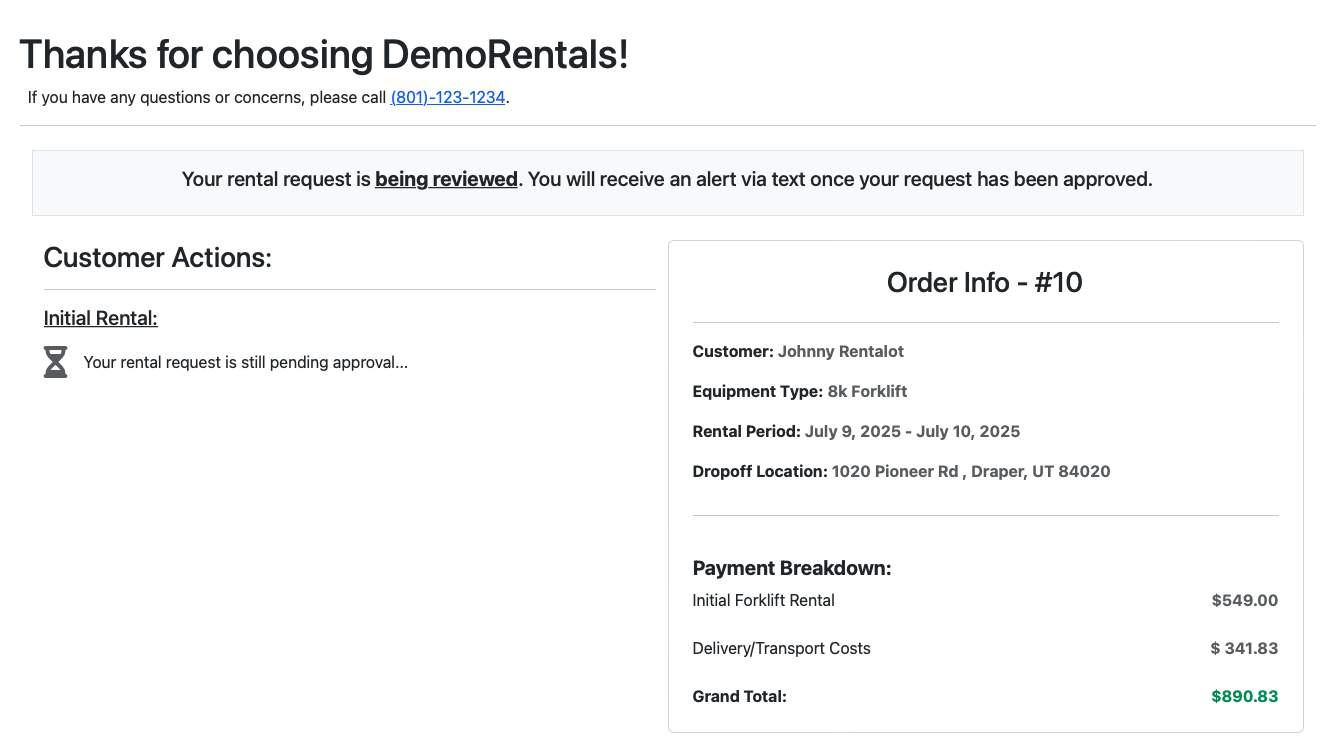 Thanks for choosing DemoRentals!
If you have any questions or concerns, please call (801)-123-1234.
Your rental request is being reviewed. You will receive an alert via text once your request has been approved.
Customer Actions:
Initial Rental:
Your rental request is still pending approval...
Order Info - #10
Customer: Johnny Rentalot
Equipment Type: 8k Forklift
Rental Period: July 9, 2025 - July 10, 2025
Dropoff Location: 1020 Pioneer Rd , Draper, UT 84020
Payment Breakdown:
Initial Forklift Rental $549.00
Delivery/Transport Costs $ 341.83
Grand Total: $890.83